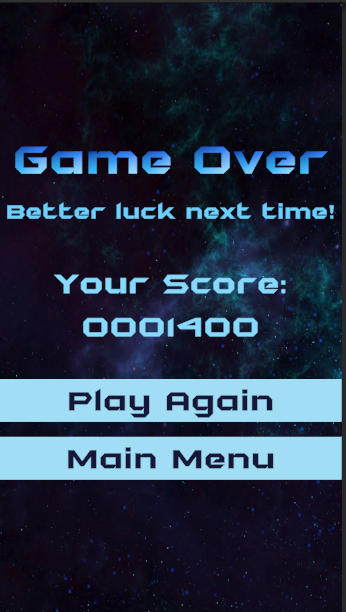 Game Over
Better luck next time!
Your Score:
0001400
Play Again
Main Menu